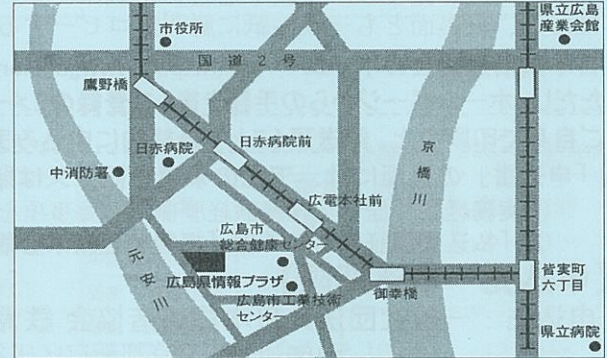 市役所
県立広島
産業会館
国道2号
鷹野橋
日赤病院
日赤病院前
中消防署
京橋川
広電本社前
広島市
総合健康センター
元安川
広島県情報プラザ
広島市工業技術
センター
御幸橋
皆実町
六丁目
県立病院